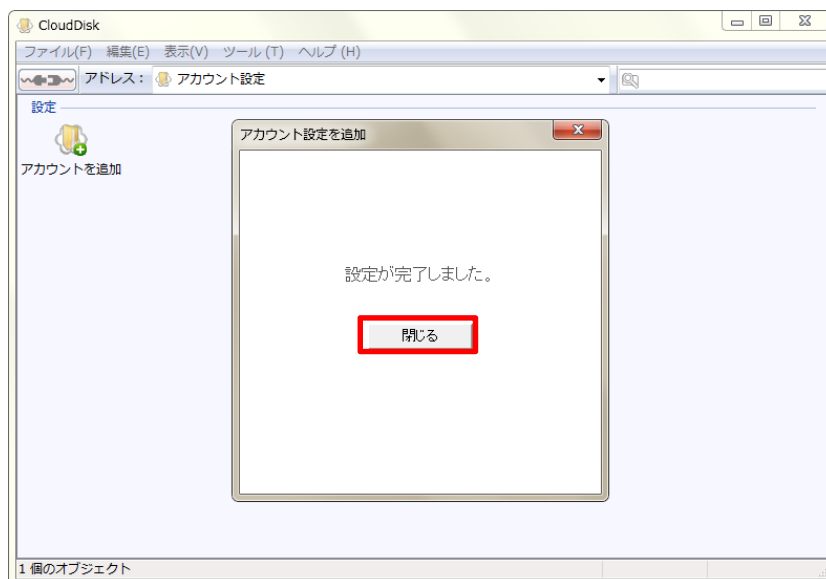 CloudDisk
ファイル(F) 編集(E) 表示(V) ツール (T) ヘルプ (H)
アドレス： アカウント設定
設定
アカウントを追加
アカウント設定を追加
設定が完了しました。
閉じる
1 個のオブジェクト